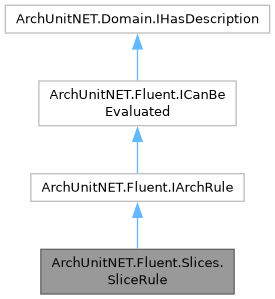 ArchUnitNET.Domain.IHasDescription
ArchUnitNET.Fluent.ICanBe
Evaluated
ArchUnitNET.Fluent.IArchRule
ArchUnitNET.Fluent.Slices.
SliceRule